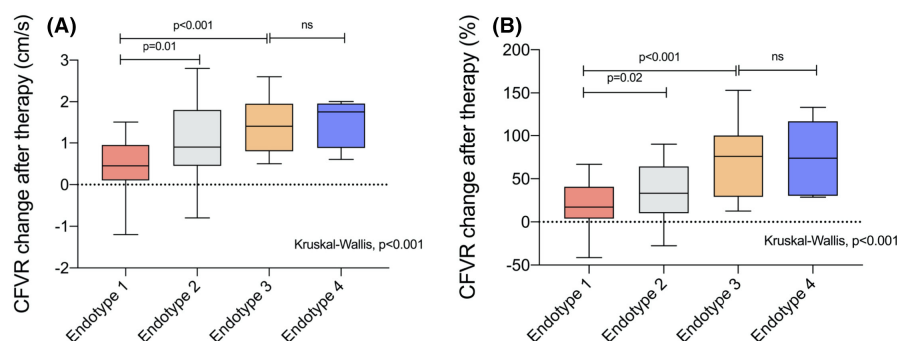 (A)
CFVR change after therapy (cm/s)
3
2
1
0
-1
-2
p<0.001
ns
p=0.01
Kruskal-Wallis, p<0.001
Endotype 1
Endotype 2
Endotype 3
Endotype 4
(B)
CFVR change after therapy (%)
200
150
100
50
0
-50
p<0.001
ns
p=0.02
Kruskal-Wallis, p<0.001
Endotype 1
Endotype 2
Endotype 3
Endotype 4